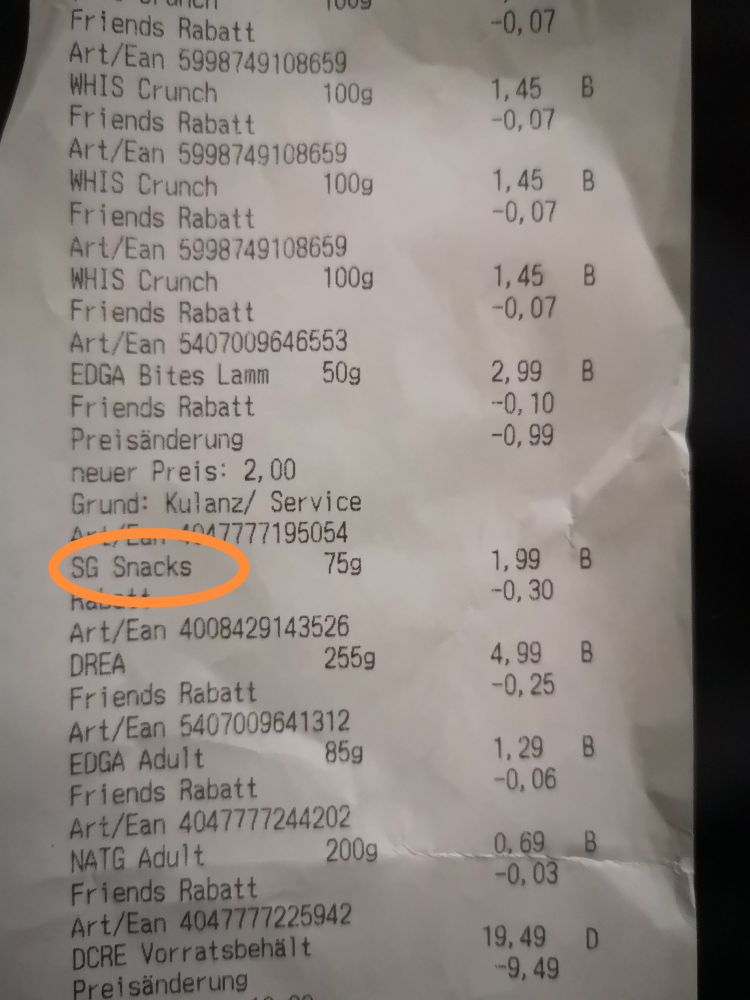 Crunch 100g
Friends Rabatt -0,07
Art/Ean 5998749108659
WHIS Crunch 100g 1,45 B
Friends Rabatt -0,07
Art/Ean 5998749108659
WHIS Crunch 100g 1,45 B
Friends Rabatt -0,07
Art/Ean 5998749108659
WHIS Crunch 100g 1,45 B
Friends Rabatt -0,07
Art/Ean 5407009646553
EDGA Bites Lamm 50g 2,99 B
Friends Rabatt -0,10
Preisänderung -0,99
neuer Preis: 2,00
Grund: Kulanz/ Service
Art/Ean 4047777195054
SG Snacks 75g 1,99 B
Rabatt -0,30
Art/Ean 4008429143526
DREA 255g 4,99 B
Friends Rabatt -0,25
Art/Ean 5407009641312
EDGA Adult 85g 1,29 B
Friends Rabatt -0,06
Art/Ean 4047777244202
NATG Adult 200g 0,69 B
Friends Rabatt -0,03
Art/Ean 4047777225942
DCRE Vorratsbehält 19,49 D
Preisänderung -9,49